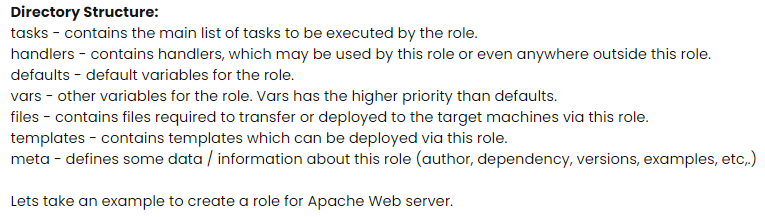 Directory Structure:
tasks - contains the main list of tasks to be executed by the role.
handlers - contains handlers, which may be used by this role or even anywhere outside this role.
defaults - default variables for the role.
vars - other variables for the role. Vars has the higher priority than defaults.
files - contains files required to transfer or deployed to the target machines via this role.
templates - contains templates which can be deployed via this role.
meta - defines some data / information about this role (author, dependency, versions, examples, etc,.)
Lets take an example to create a role for Apache Web server.